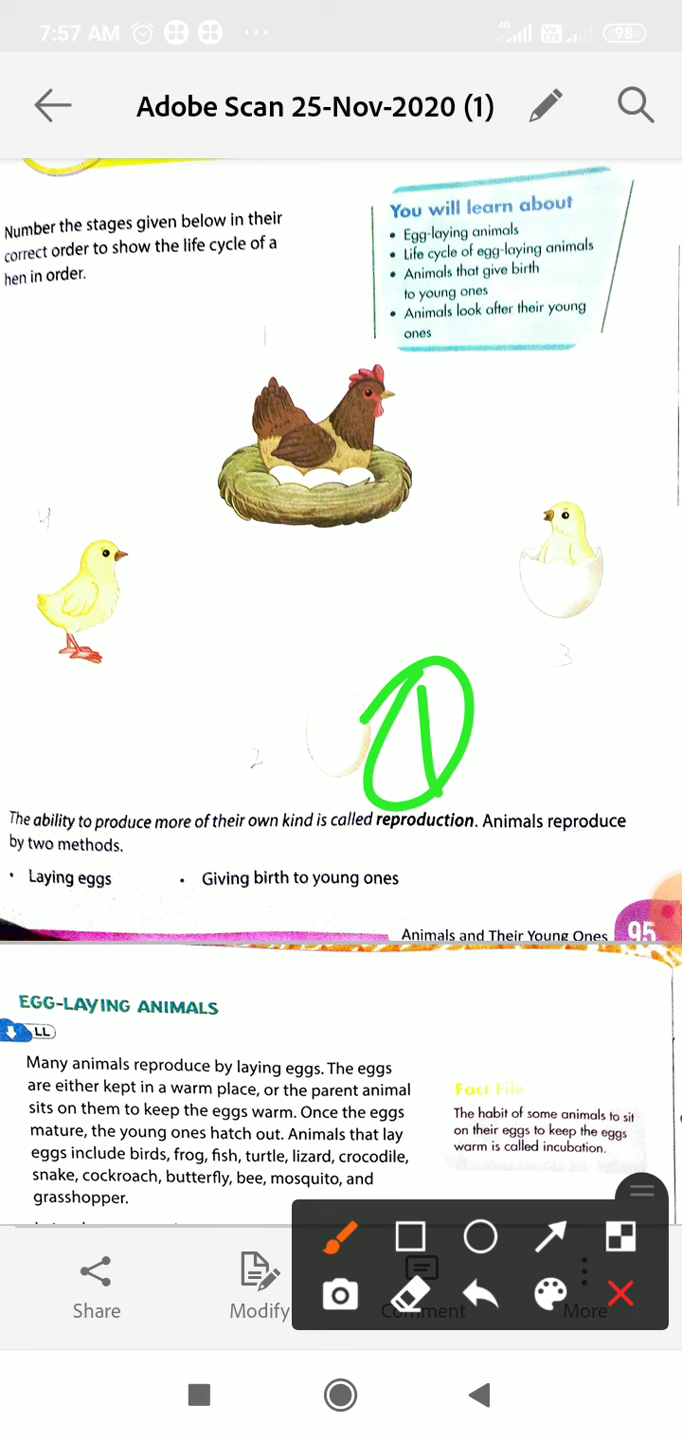 7:57 AM
4G
Vo
LTE
98
Adobe Scan 25-Nov-2020 (1)
Number the stages given below in their
correct order to show the life cycle of a
hen in order.
You will learn about
• Egg-laying animals
• Life cycle of egg-laying animals
• Animals that give birth
to young ones
• Animals look after their young
ones
1
4
3
1
2
The ability to produce more of their own kind is called reproduction. Animals reproduce
by two methods.
• Laying eggs
• Giving birth to young ones
Animals and Their Young Ones 95
EGG-LAYING ANIMALS
LL
Many animals reproduce by laying eggs. The eggs
are either kept in a warm place, or the parent animal
sits on them to keep the eggs warm. Once the eggs
mature, the young ones hatch out. Animals that lay
eggs include birds, frog, fish, turtle, lizard, crocodile,
snake, cockroach, butterfly, bee, mosquito, and
grasshopper.
Fact File
The habit of some animals to sit
on their eggs to keep the eggs
warm is called incubation.
Share
Modify
Comment
More